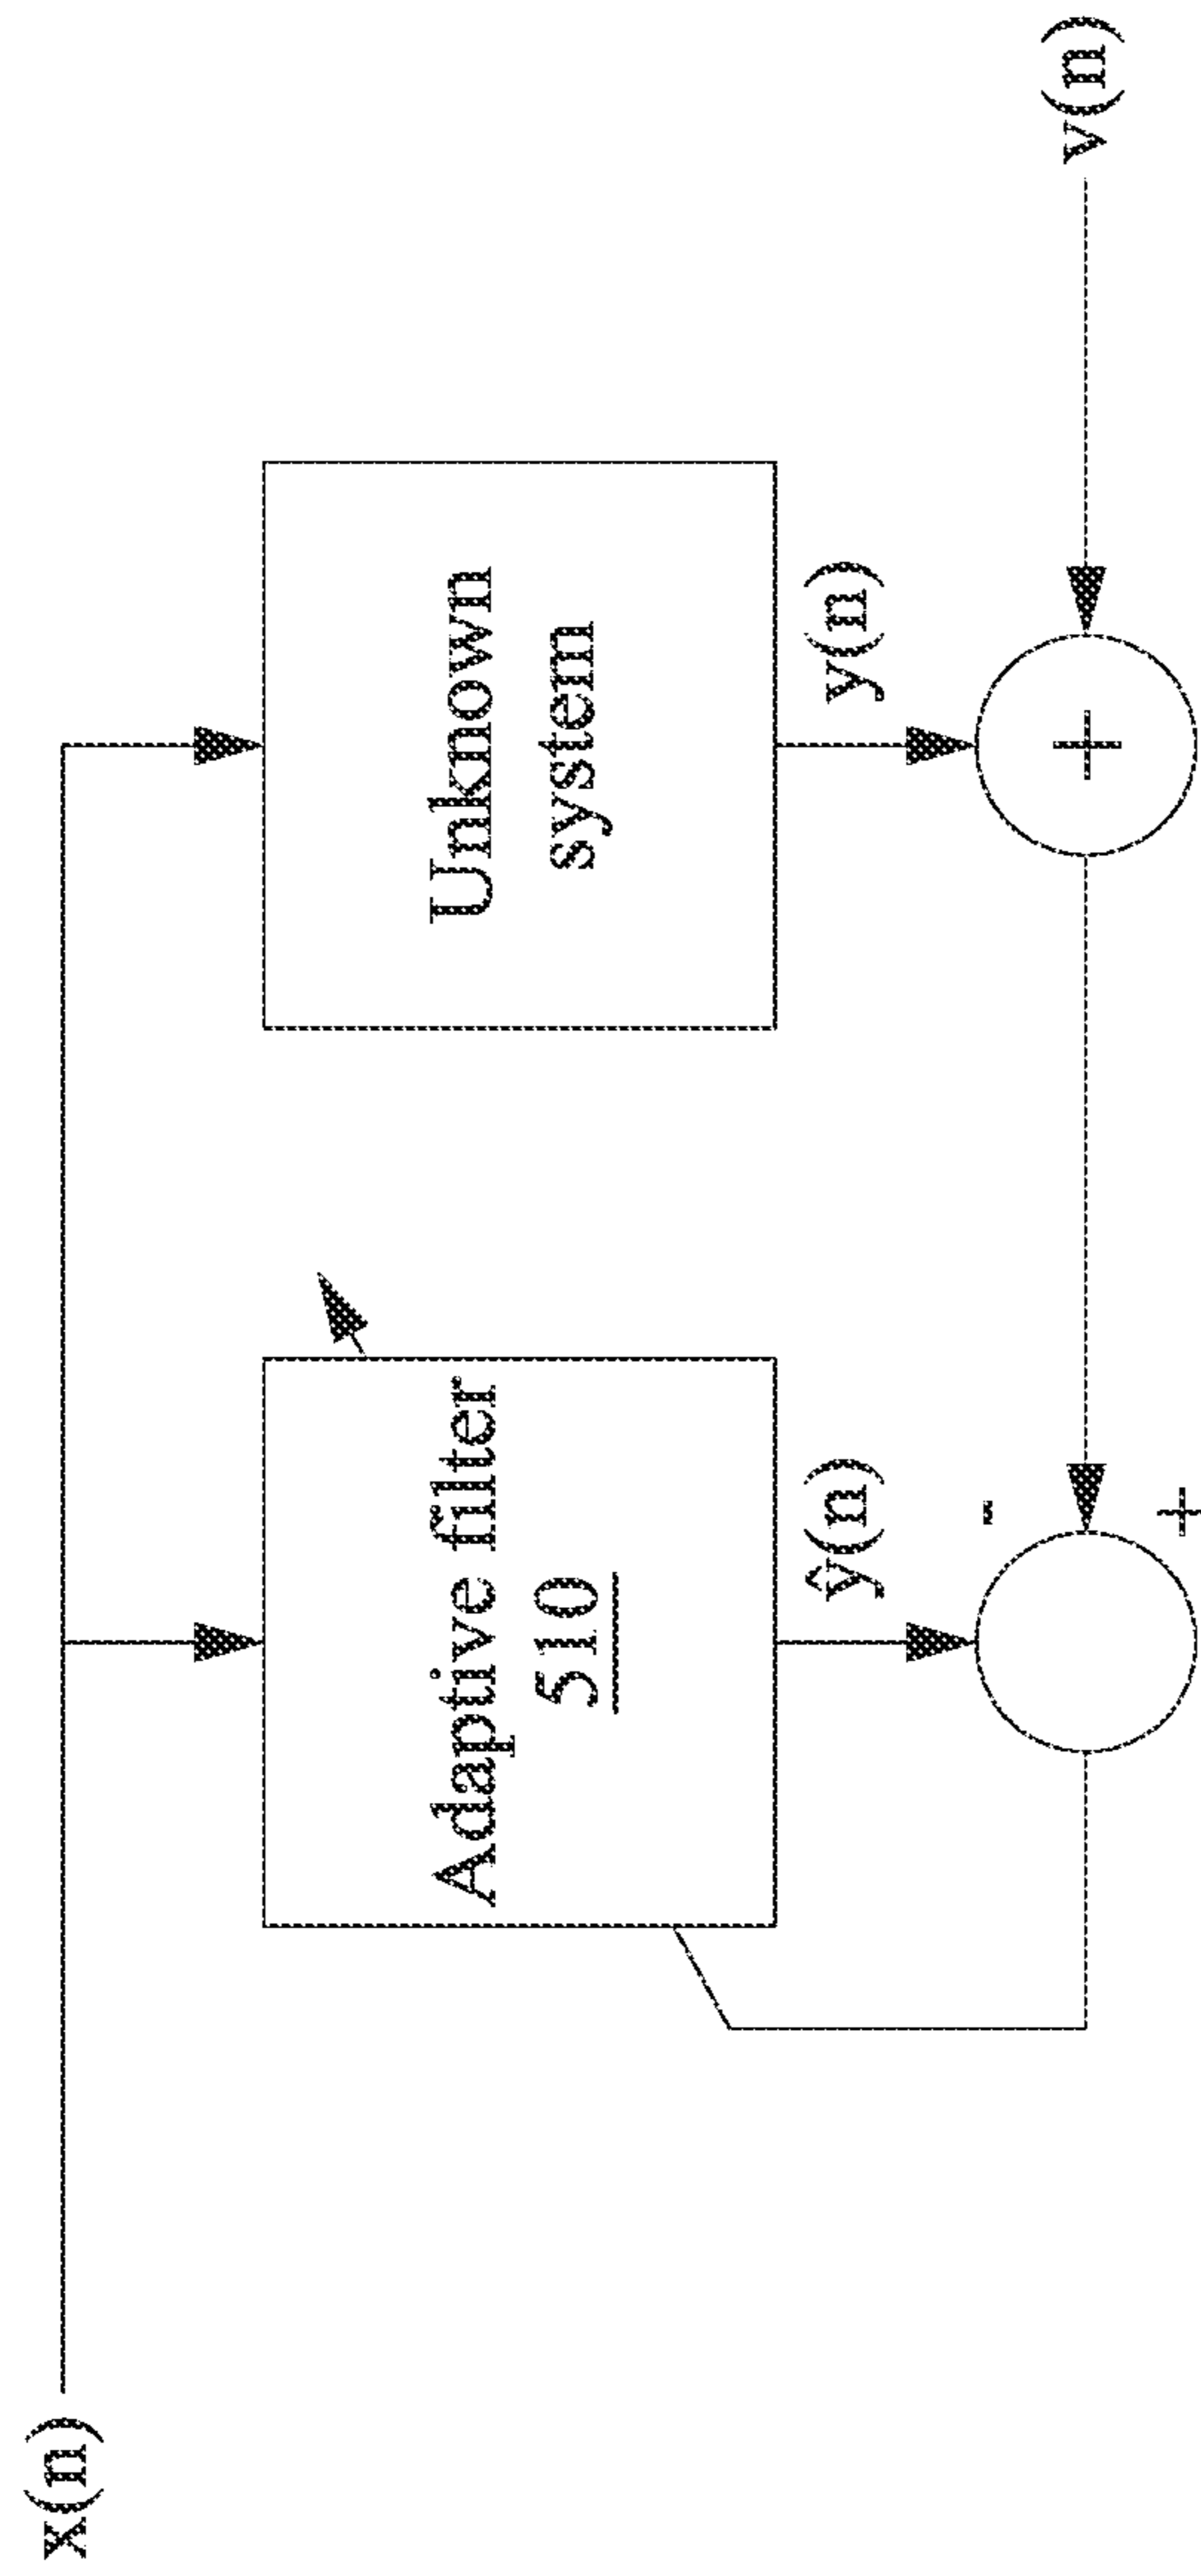 x(n)
Adaptive filter
510
Unknown
system
ŷ(n)
y(n)
-
+
+
v(n)